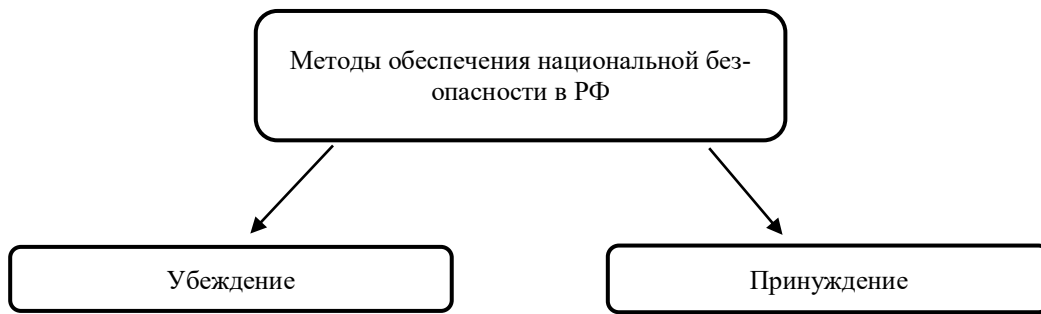 Методы обеспечения национальной без-
опасности в РФ
Убеждение
Принуждение